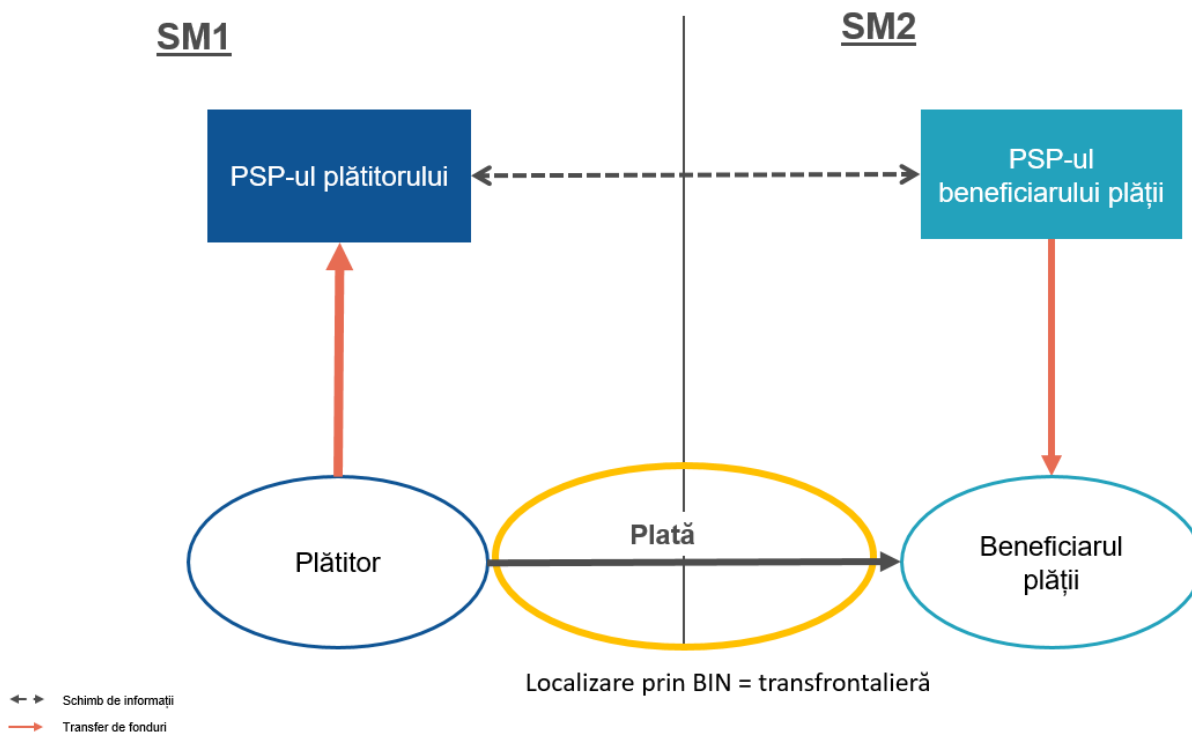 SM1
SM2
PSP-ul plătitorului
PSP-ul
beneficiarului plății
Plată
Plătitor
Beneficiarul
plății
Localizare prin BIN = transfrontalieră
Schimb de informații
Transfer de fonduri